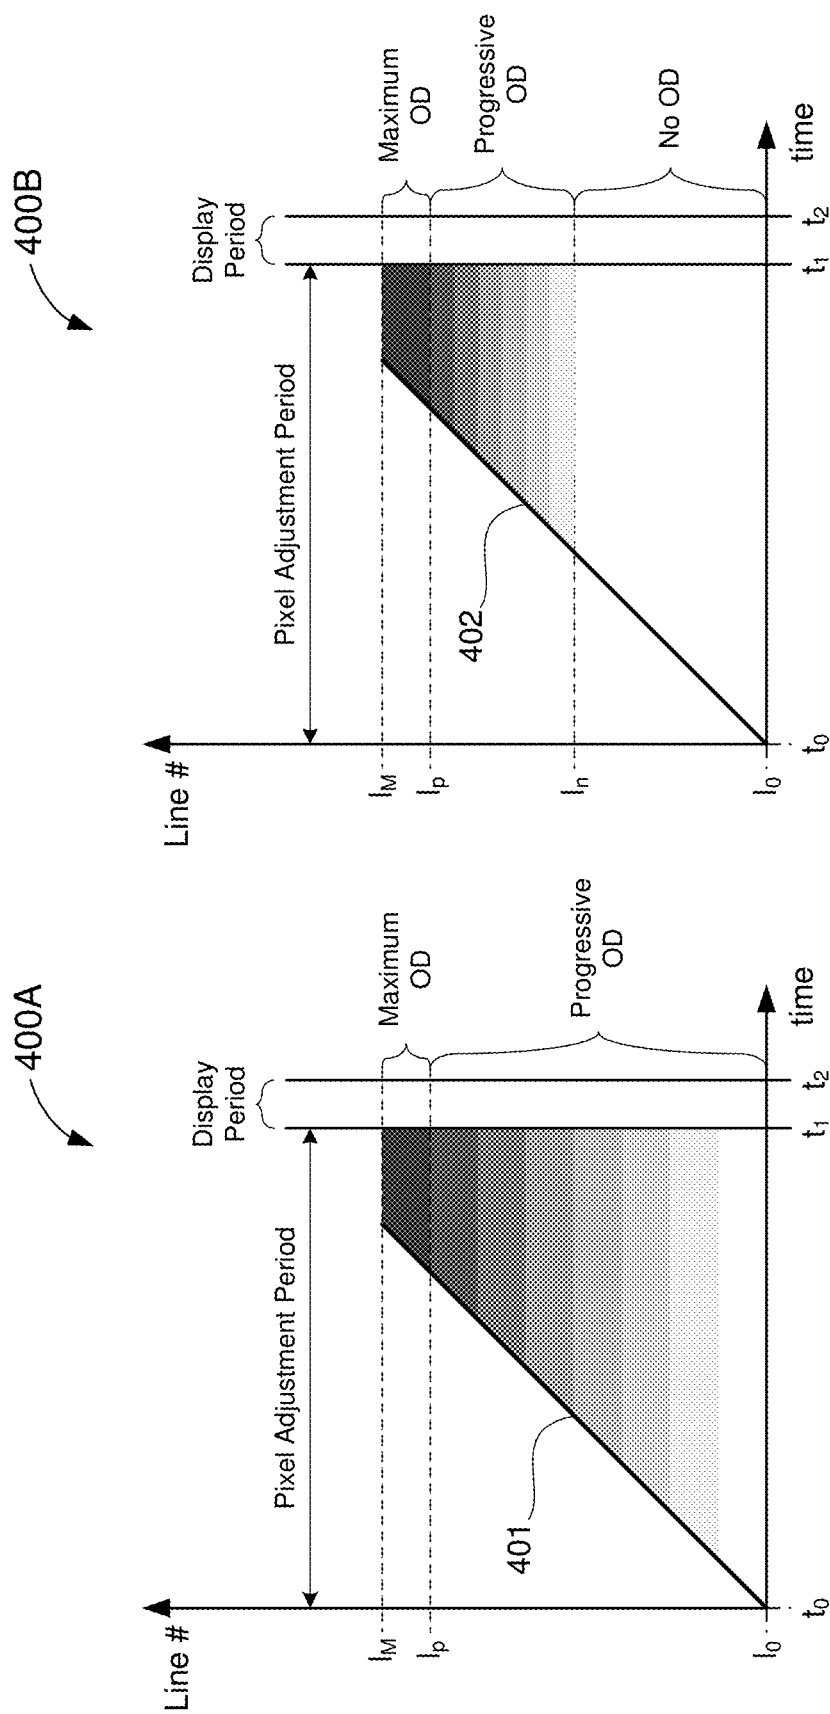 400A
Line #
Pixel Adjustment Period
Display
Period
Maximum
OD
Progressive
OD
401
l_M
l_p
l_0
t_0
t_1
t_2
time
400B
Line #
Pixel Adjustment Period
Display
Period
Maximum
OD
Progressive
OD
No OD
402
l_M
l_p
l_n
l_0
t_0
t_1
t_2
time